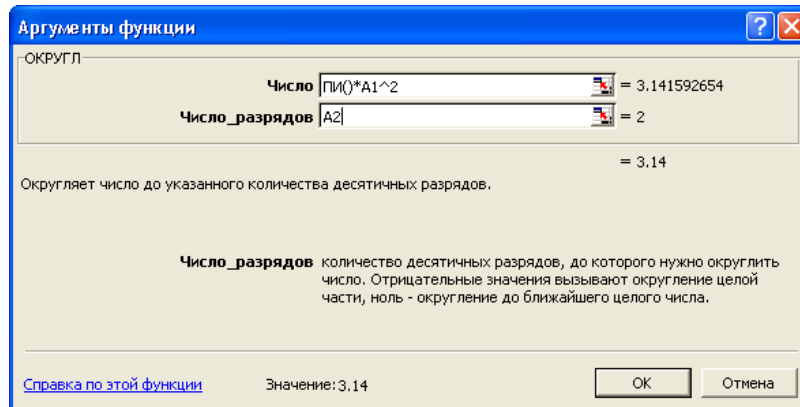 Аргументы функции
ОКРУГЛ
Число ПИ()*A1^2 = 3.141592654
Число_разрядов A2 = 2
= 3.14
Округляет число до указанного количества десятичных разрядов.
Число_разрядов количество десятичных разрядов, до которого нужно округлить
число. Отрицательные значения вызывают округление целой
части, ноль - округление до ближайшего целого числа.
Справка по этой функции Значение:3.14 ОК Отмена